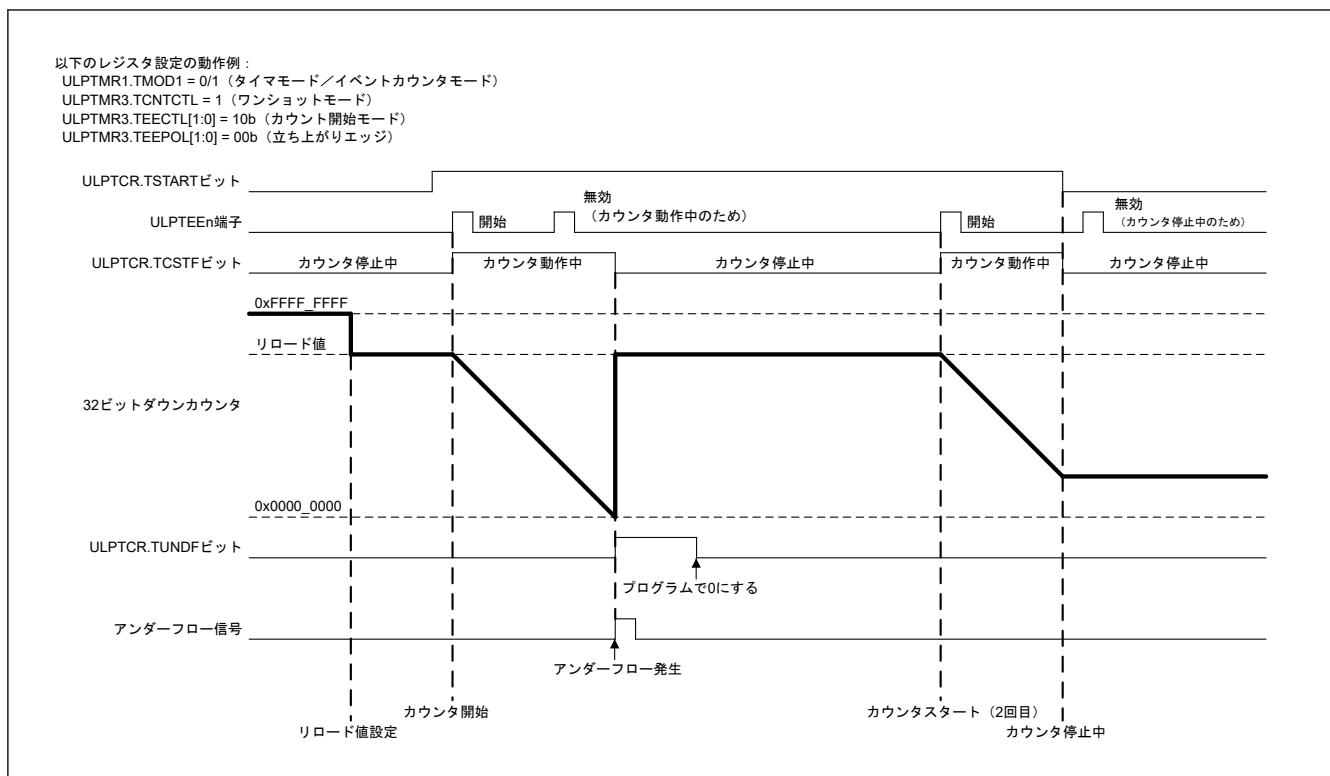 以下のレジスタ設定の動作例：
ULPTMR1.TMOD1 = 0/1（タイマモード／イベントカウンタモード）
ULPTMR3.TCNTCTL = 1（ワンショットモード）
ULPTMR3.TEECTL[1:0] = 10b（カウント開始モード）
ULPTMR3.TEEPOL[1:0] = 00b（立ち上がりエッジ）
ULPTCR.TSTARTビット
ULPTEEn端子
開始
無効
（カウンタ動作中のため）
開始
無効
（カウンタ停止中のため）
ULPTCR.TCSTFビット
カウンタ停止中
カウンタ動作中
カウンタ停止中
カウンタ動作中
カウンタ停止中
0xFFFF_FFFF
リロード値
32ビットダウンカウンタ
0x0000_0000
ULPTCR.TUNDFビット
プログラムで0にする
アンダーフロー信号
アンダーフロー発生
カウンタ開始
カウンタスタート（2回目）
リロード値設定
カウンタ停止中